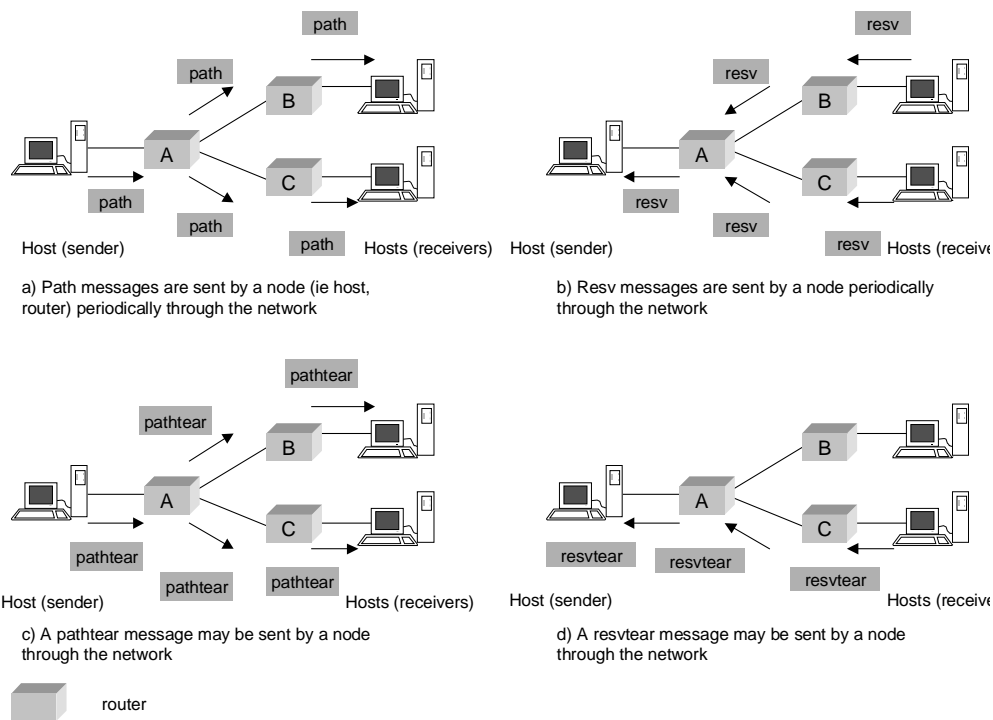 path
resv
path
resv
B
B
A
A
C
C
path
path
resv
resv
path
resv
Host (sender)
Hosts (receivers)
Host (sender)
Hosts (receive
a) Path messages are sent by a node (ie host,
router) periodically through the network
b) Resv messages are sent by a node periodically
through the network
pathtear
pathtear
B
B
A
A
C
C
pathtear
pathtear
pathtear
resvtear
resvtear
resvtear
Host (sender)
Hosts (receivers)
Host (sender)
Hosts (receive
c) A pathtear message may be sent by a node
through the network
d) A resvtear message may be sent by a node
through the network
router